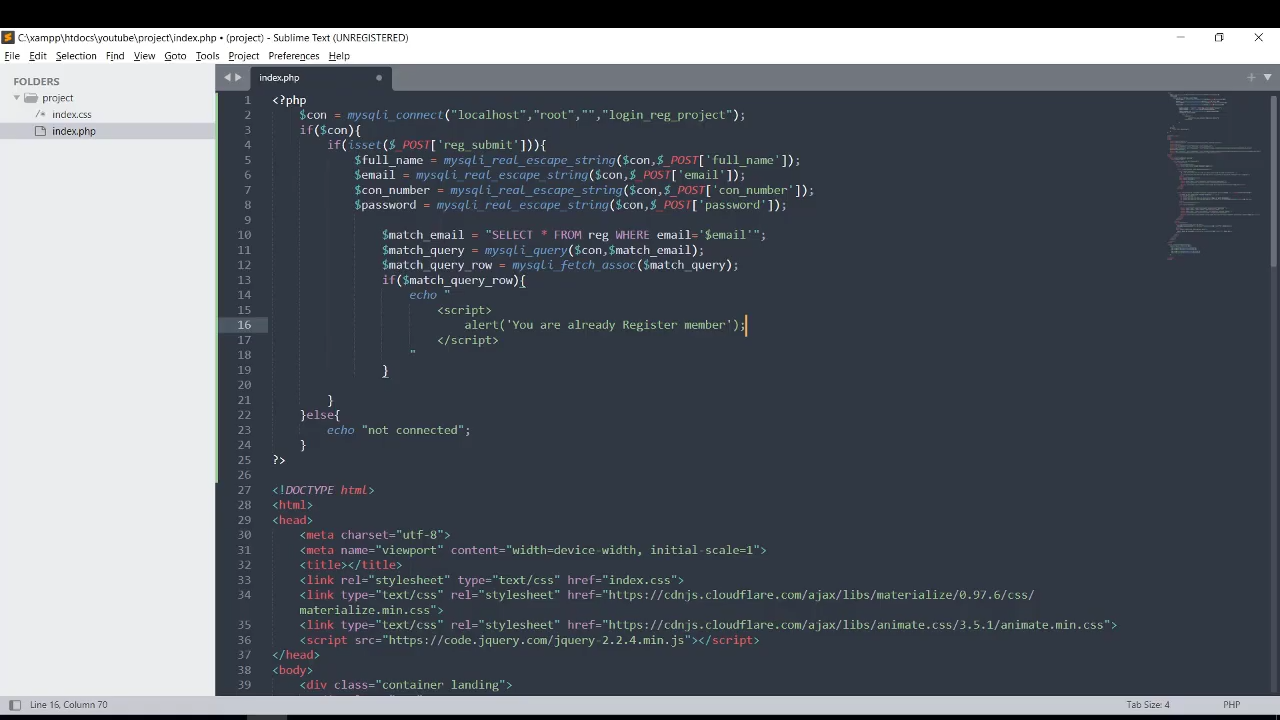 C:\xampp\htdocs\youtube\project\index.php • (project) - Sublime Text (UNREGISTERED)
File Edit Selection Find View Goto Tools Project Preferences Help
FOLDERS
project
/* index.css
index.php
index.php
1 <?php
2 $con = mysqli_connect("localhost","root","","login_reg_project");
3 if($con){
4 if(isset($_POST['reg_submit'])){
5 $full_name = mysqli_real_escape_string($con,$_POST['full_name']);
6 $email = mysqli_real_escape_string($con,$_POST['email']);
7 $con_number = mysqli_real_escape_string($con,$_POST['con_number']);
8 $password = mysqli_real_escape_string($con,$_POST['password']);
9
10 $match_email = "SELECT * FROM reg WHERE email='$email'";
11 $match_query = mysqli_query($con,$match_email);
12 $match_query_row = mysqli_fetch_assoc($match_query);
13 if($match_query_row){
14 echo "
15 <script>
16 alert('You are already Register member');
17 </script>
18 "
19 }
20
21 }
22 }else{
23 echo "not connected";
24 }
25 ?>
26
27 <!DOCTYPE html>
28 <html>
29 <head>
30 <meta charset="utf-8">
31 <meta name="viewport" content="width=device-width, initial-scale=1">
32 <title></title>
33 <link rel="stylesheet" type="text/css" href="index.css">
34 <link type="text/css" rel="stylesheet" href="https://cdnjs.cloudflare.com/ajax/libs/materialize/0.97.6/css/
materialize.min.css">
35 <link type="text/css" rel="stylesheet" href="https://cdnjs.cloudflare.com/ajax/libs/animate.css/3.5.1/animate.min.css">
36 <script src="https://code.jquery.com/jquery-2.2.4.min.js"></script>
37 </head>
38 <body>
39 <div class="container landing">
Line 16, Column 70
Tab Size: 4
PHP